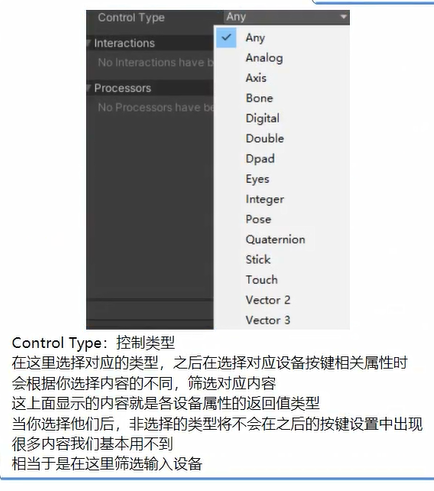 Control Type Any
Interactions
No Interactions have b
Processors
No Processors have be
Any
Analog
Axis
Bone
Digital
Double
Dpad
Eyes
Integer
Pose
Quaternion
Stick
Touch
Vector 2
Vector 3
Control Type：控制类型
在这里选择对应的类型，之后在选择对应设备按键相关属性时
会根据你选择内容的不同，筛选对应内容
这上面显示的内容就是各设备属性的返回值类型
当你选择他们后，非选择的类型将不会在之后的按键设置中出现
很多内容我们基本用不到
相当于是在这里筛选输入设备